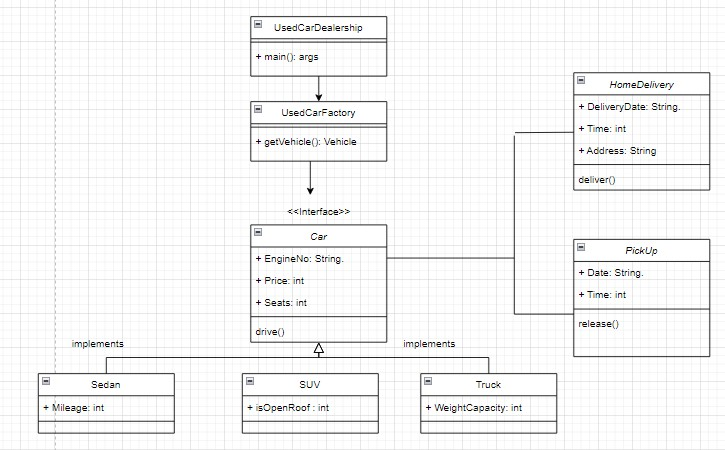 UsedCarDealership
+ main(): args
UsedCarFactory
+ getVehicle(): Vehicle
<<Interface>>
Car
+ EngineNo: String.
+ Price: int
+ Seats: int
drive()
HomeDelivery
+ DeliveryDate: String.
+ Time: int
+ Address: String
deliver()
PickUp
+ Date: String.
+ Time: int
release()
implements
implements
Sedan
+ Mileage: int
SUV
+ isOpenRoof : int
Truck
+ WeightCapacity: int